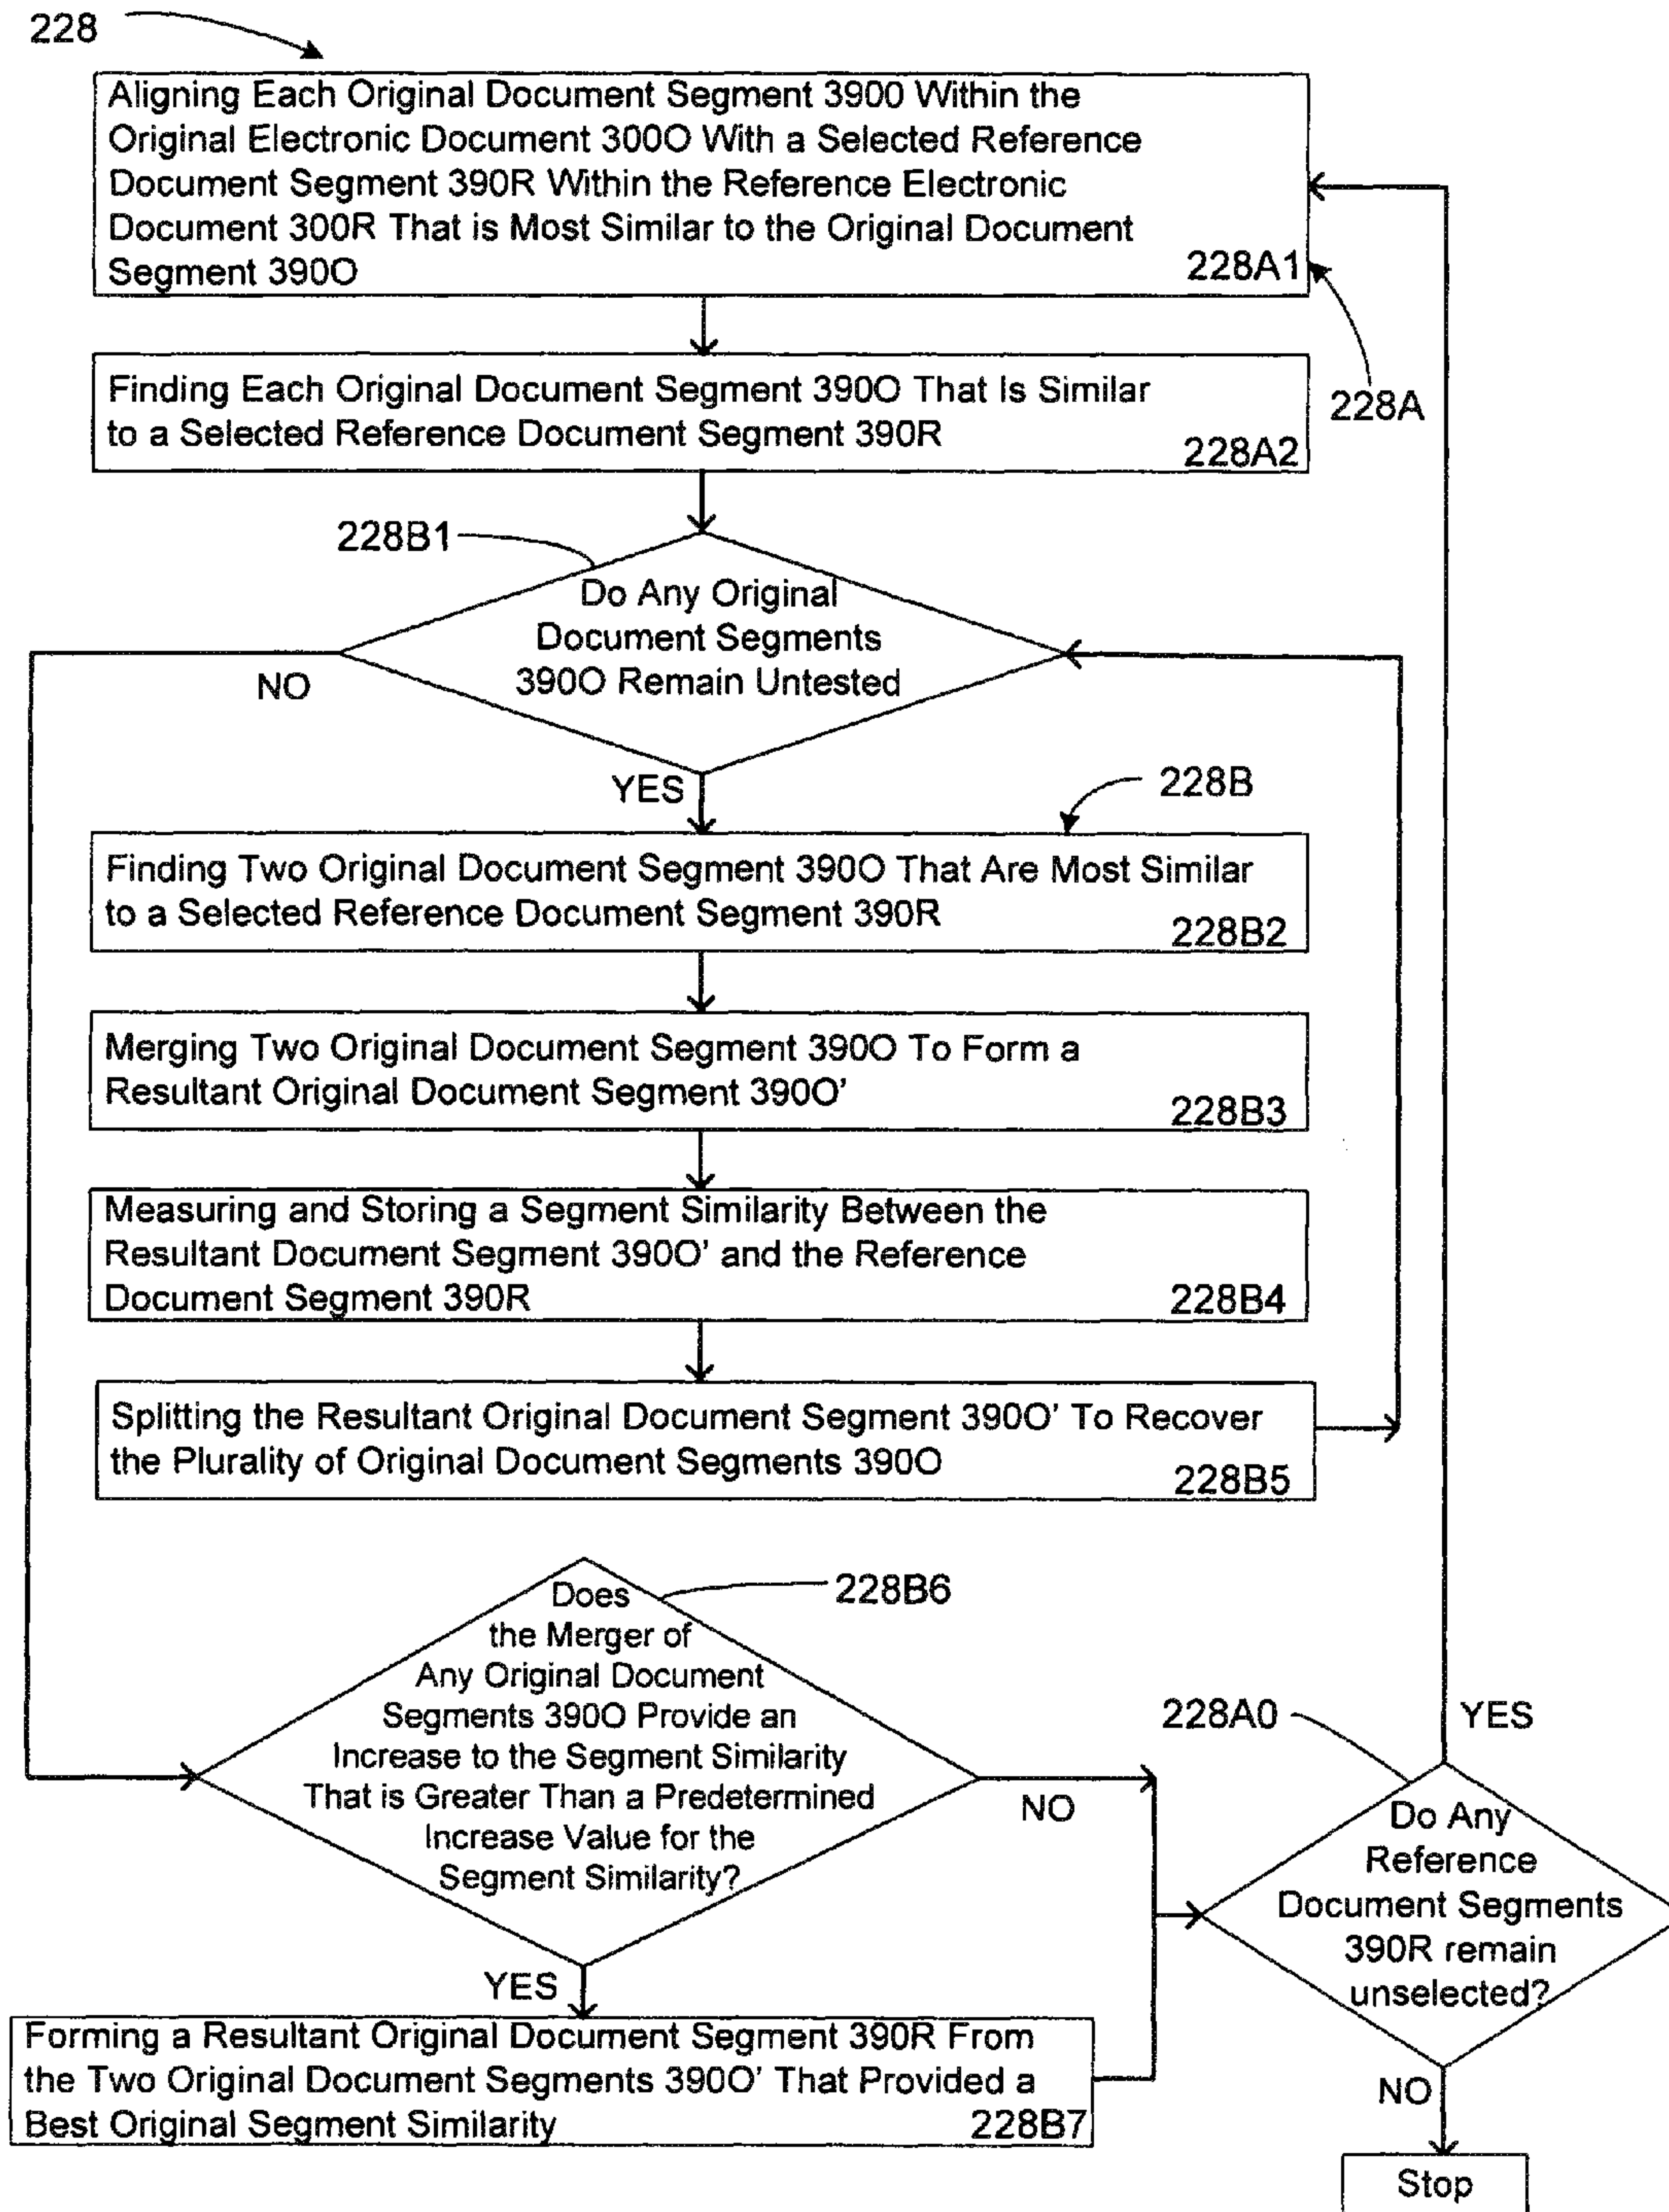 228
Aligning Each Original Document Segment 3900 Within the
Original Electronic Document 300O With a Selected Reference
Document Segment 390R Within the Reference Electronic
Document 300R That is Most Similar to the Original Document
Segment 390O
228A1
228A
Finding Each Original Document Segment 390O That Is Similar
to a Selected Reference Document Segment 390R
228A2
228B1
Do Any Original
Document Segments
390O Remain Untested
NO
YES
228B
Finding Two Original Document Segment 390O That Are Most Similar
to a Selected Reference Document Segment 390R
228B2
Merging Two Original Document Segment 390O To Form a
Resultant Original Document Segment 390O'
228B3
Measuring and Storing a Segment Similarity Between the
Resultant Document Segment 390O' and the Reference
Document Segment 390R
228B4
Splitting the Resultant Original Document Segment 390O' To Recover
the Plurality of Original Document Segments 390O
228B5
228B6
Does
the Merger of
Any Original Document
Segments 390O Provide an
Increase to the Segment Similarity
That is Greater Than a Predetermined
Increase Value for the
Segment Similarity?
NO
YES
Forming a Resultant Original Document Segment 390R From
the Two Original Document Segments 390O' That Provided a
Best Original Segment Similarity
228B7
228A0
YES
Do Any
Reference
Document Segments
390R remain
unselected?
NO
Stop